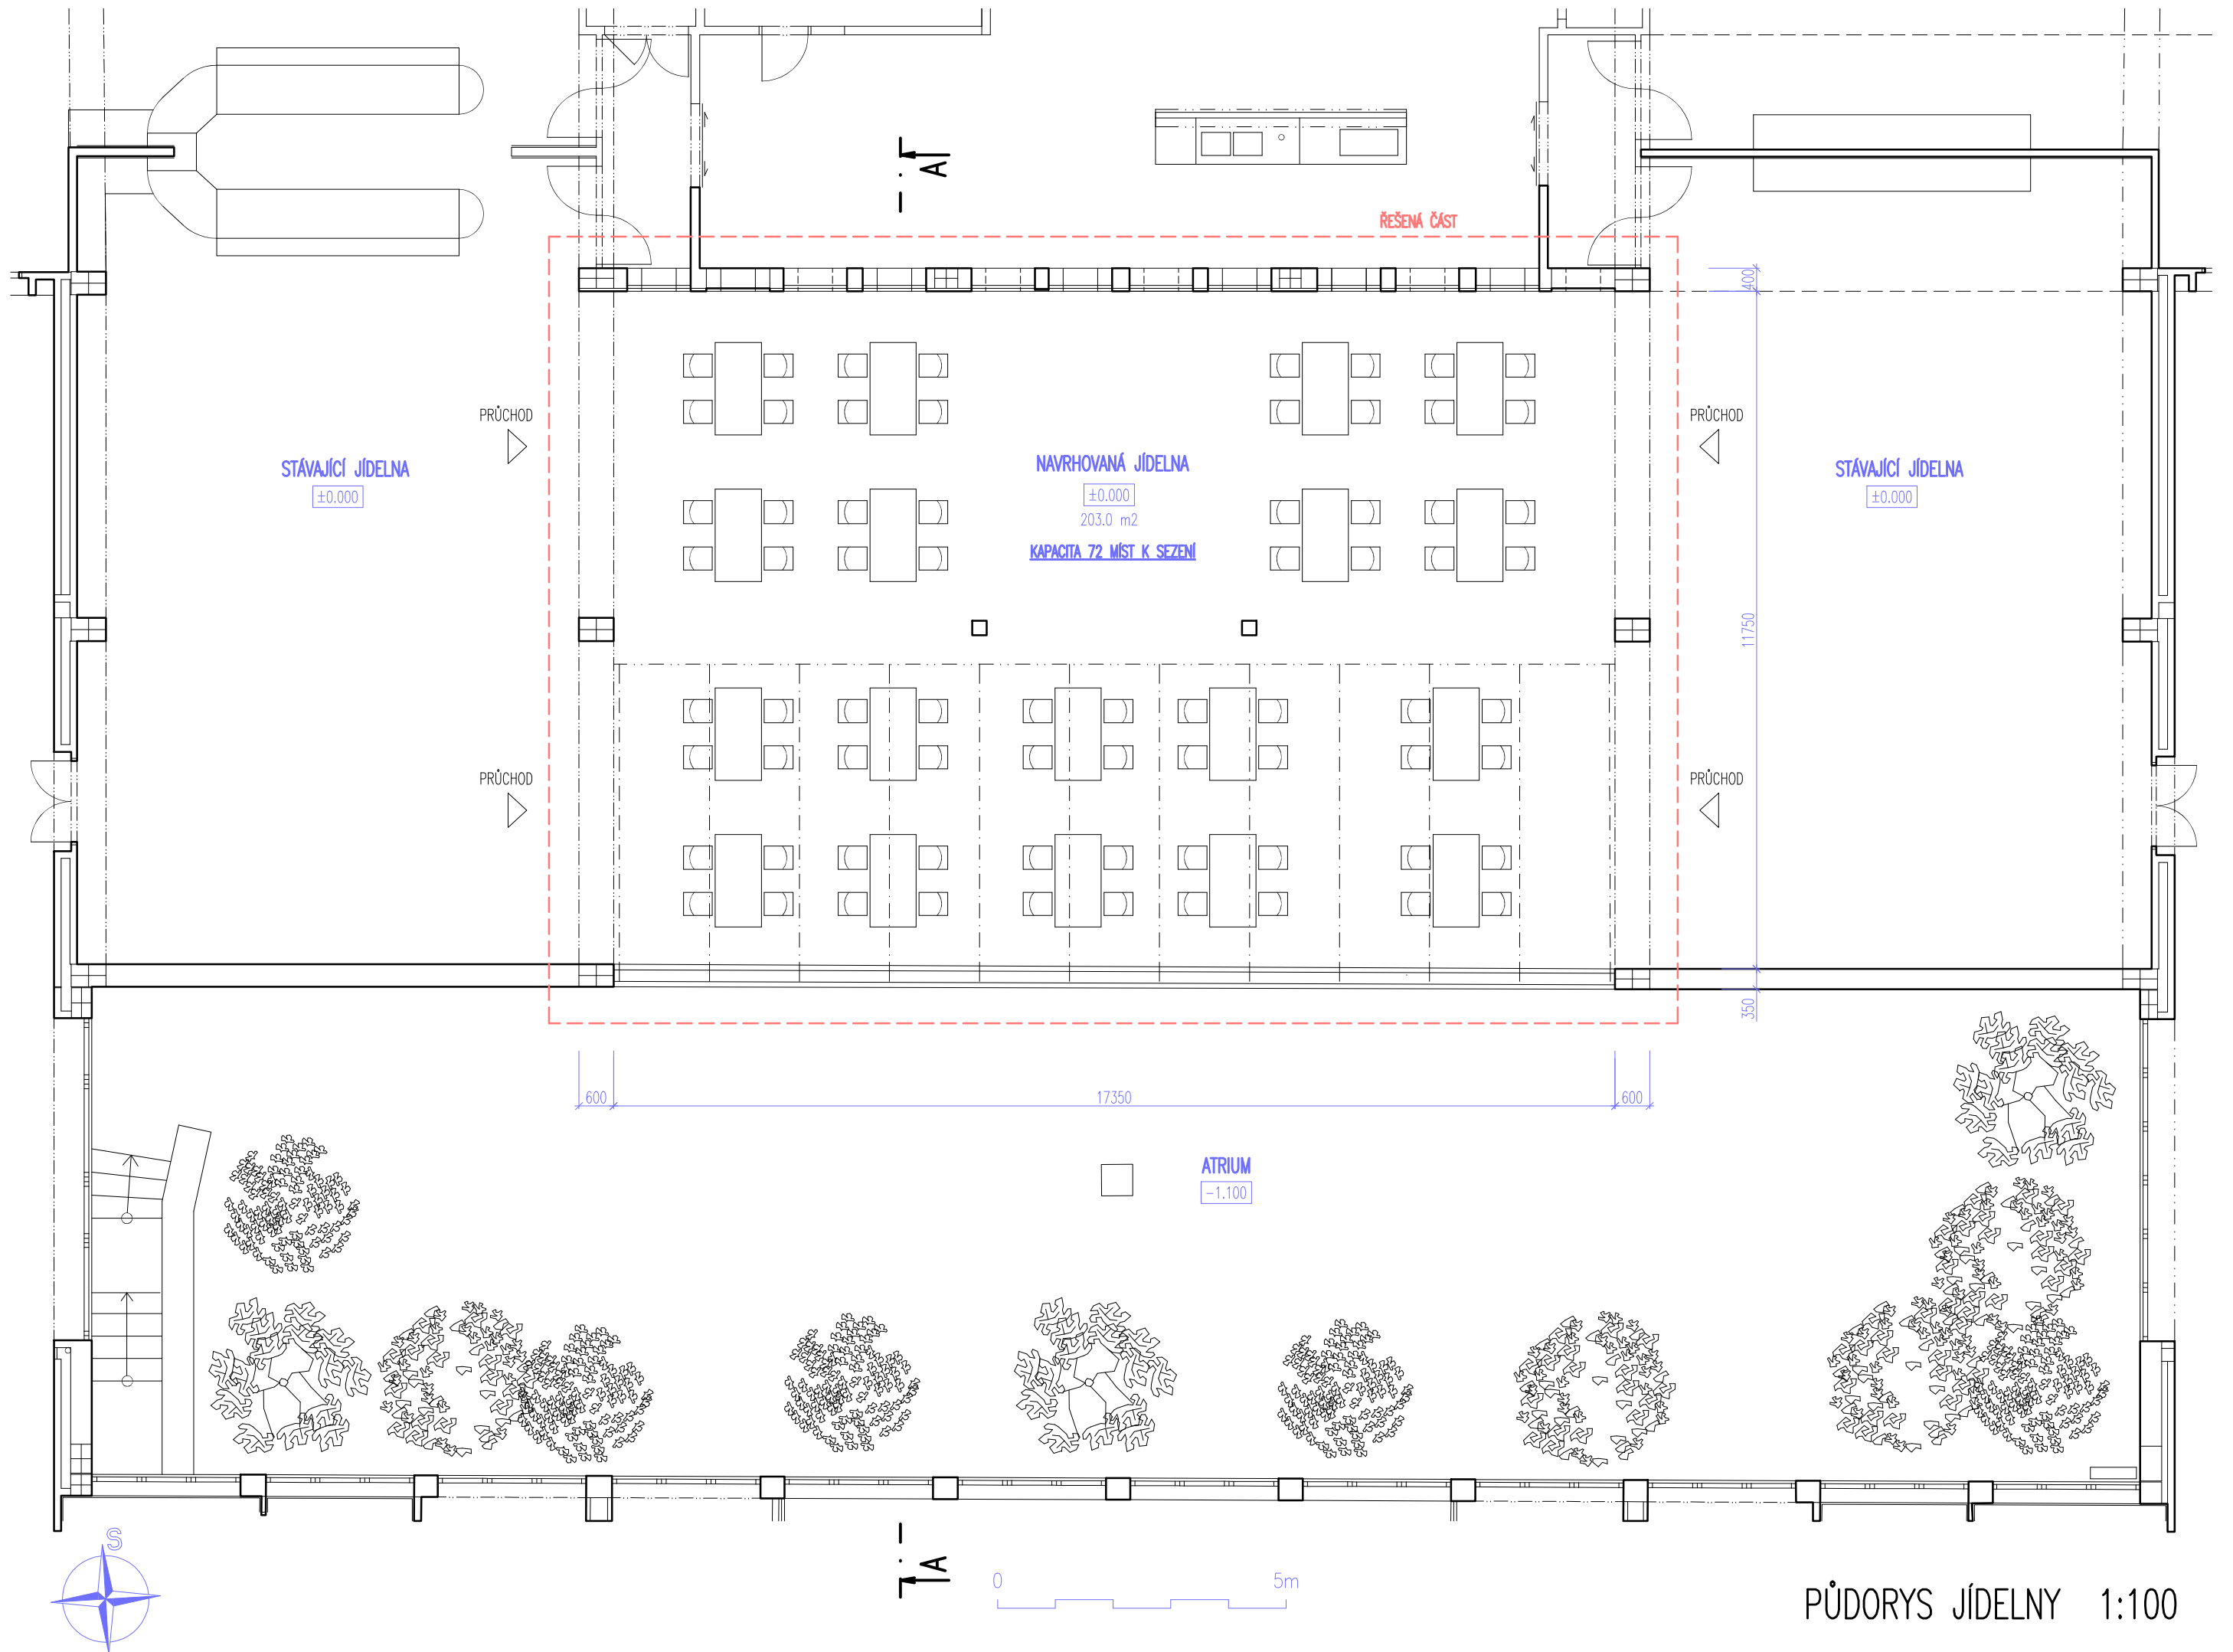 A
ŘEŠENÁ ČÁST
400
PRŮCHOD
PRŮCHOD
STÁVAJÍCÍ JÍDELNA
±0.000
NAVRHOVANÁ JÍDELNA
±0.000
203.0 m2
KAPACITA 72 MÍST K SEZENÍ
STÁVAJÍCÍ JÍDELNA
±0.000
11750
PRŮCHOD
PRŮCHOD
350
600
17350
600
ATRIUM
-1.100
S
A
0
5m
PŮDORYS JÍDELNY 1:100